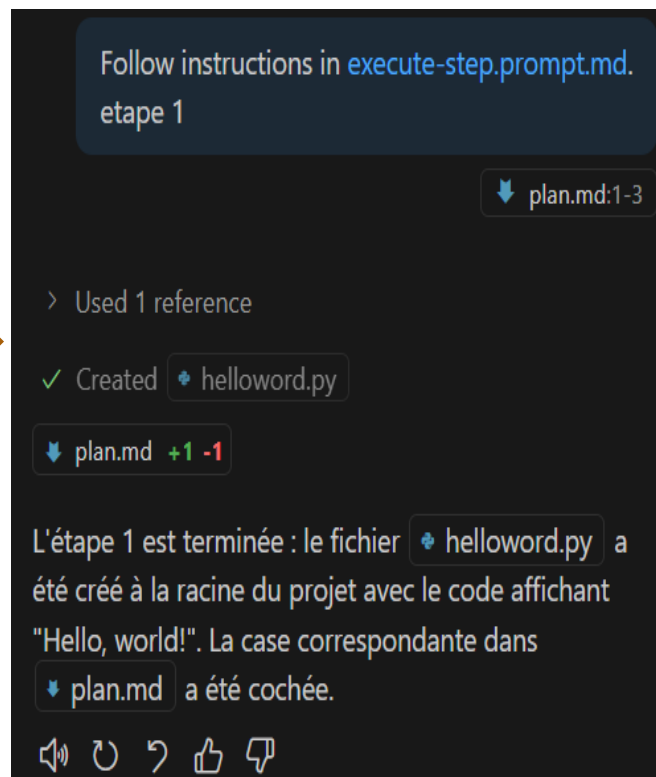 Follow instructions in execute-step.prompt.md.
etape 1
plan.md:1-3
Used 1 reference
Created helloword.py
plan.md +1 -1
L'étape 1 est terminée : le fichier helloword.py a
été créé à la racine du projet avec le code affichant
"Hello, world!". La case correspondante dans
plan.md a été cochée.